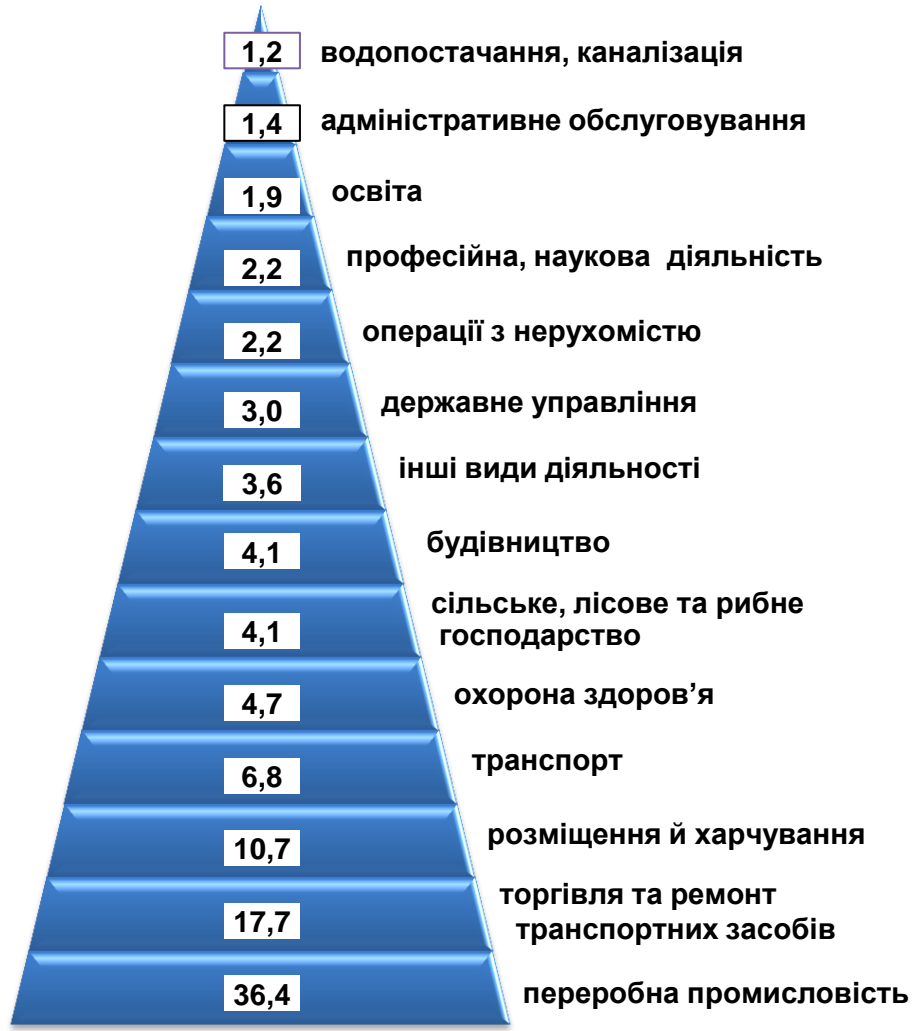 1,2 водопостачання, каналізація
1,4 адміністративне обслуговування
1,9 освіта
2,2 професійна, наукова діяльність
2,2 операції з нерухомістю
3,0 державне управління
3,6 інші види діяльності
4,1 будівництво
4,1 сільське, лісове та рибне
господарство
4,7 охорона здоров’я
6,8 транспорт
10,7 розміщення й харчування
17,7 торгівля та ремонт
транспортних засобів
36,4 переробна промисловість